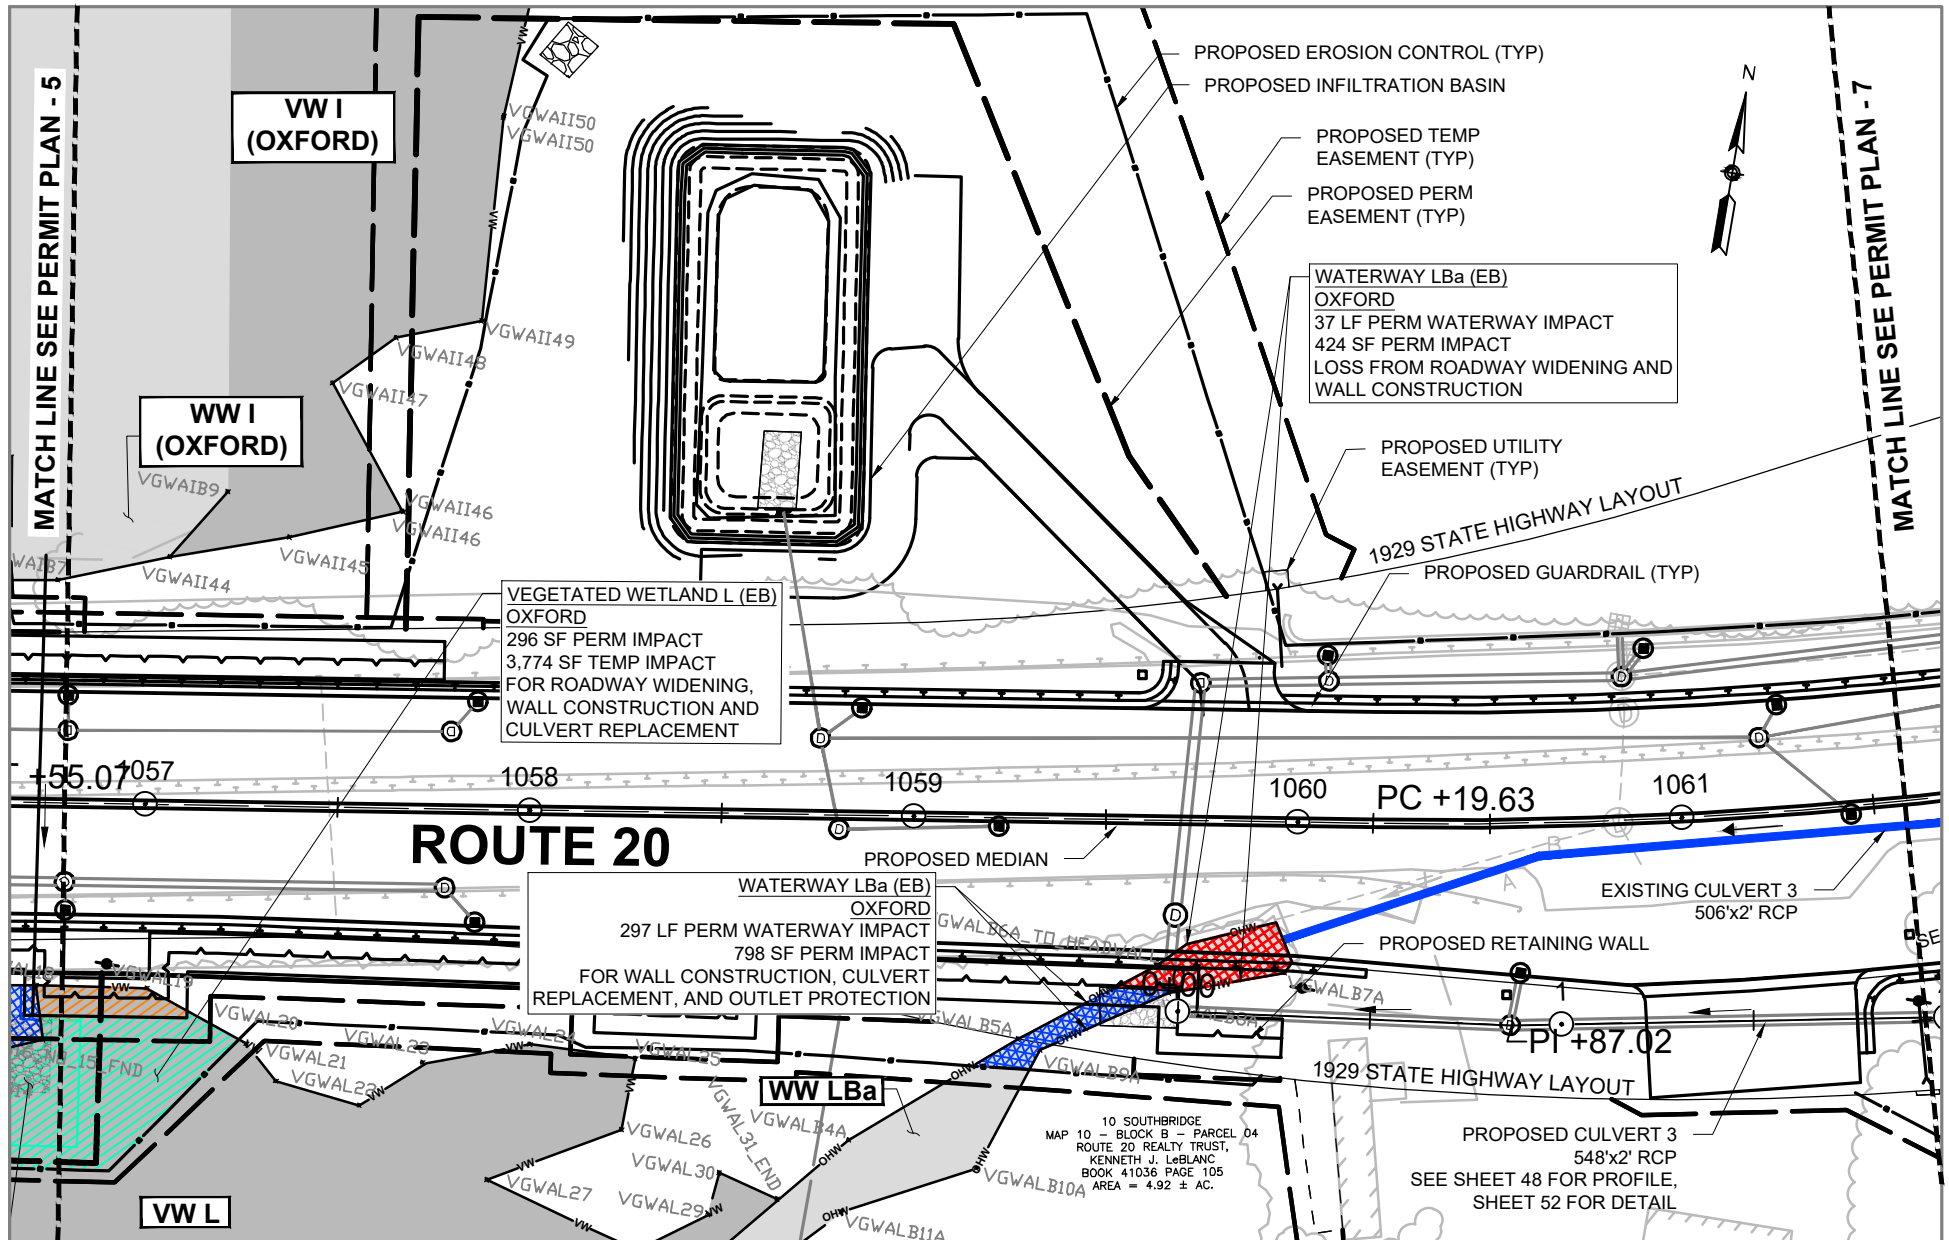 MATCH LINE SEE PERMIT PLAN - 5
VW I
(OXFORD)
WW I
(OXFORD)
VGWAII50
VGWAII50
VGWAII49
VGWAII48
VGWAII47
VGWAIB9
VGWAII46
VGWAII46
VGWAII45
VGWAII44
PROPOSED EROSION CONTROL (TYP)
PROPOSED INFILTRATION BASIN
PROPOSED TEMP
EASEMENT (TYP)
PROPOSED PERM
EASEMENT (TYP)
N
MATCH LINE SEE PERMIT PLAN - 7
WATERWAY LBa (EB)
OXFORD
37 LF PERM WATERWAY IMPACT
424 SF PERM IMPACT
LOSS FROM ROADWAY WIDENING AND
WALL CONSTRUCTION
PROPOSED UTILITY
EASEMENT (TYP)
1929 STATE HIGHWAY LAYOUT
PROPOSED GUARDRAIL (TYP)
VEGETATED WETLAND L (EB)
OXFORD
296 SF PERM IMPACT
3,774 SF TEMP IMPACT
FOR ROADWAY WIDENING,
WALL CONSTRUCTION AND
CULVERT REPLACEMENT
+55.07
1057
1058
1059
1060
PC +19.63
1061
ROUTE 20
PROPOSED MEDIAN
EXISTING CULVERT 3
506'x2' RCP
WATERWAY LBa (EB)
OXFORD
297 LF PERM WATERWAY IMPACT
798 SF PERM IMPACT
FOR WALL CONSTRUCTION, CULVERT
REPLACEMENT, AND OUTLET PROTECTION
PROPOSED RETAINING WALL
VGWAL19
VGWAL20
VGWAL21
VGWAL22
VGWAL23
VGWAL24
VGWAL25
VGWAL26
VGWAL27
VGWAL29
VGWAL30
VGWAL31_END
VGWALB4A
VGWALB9A
VGWALB10A
VGWALB11A
PI +87.02
1
1929 STATE HIGHWAY LAYOUT
WW LBa
VW L
10 SOUTHBRIDGE
MAP 10 - BLOCK B - PARCEL 04
ROUTE 20 REALTY TRUST,
KENNETH J. LeBLANC
BOOK 41036 PAGE 105
AREA = 4.92 ± AC.
PROPOSED CULVERT 3
548'x2' RCP
SEE SHEET 48 FOR PROFILE,
SHEET 52 FOR DETAIL